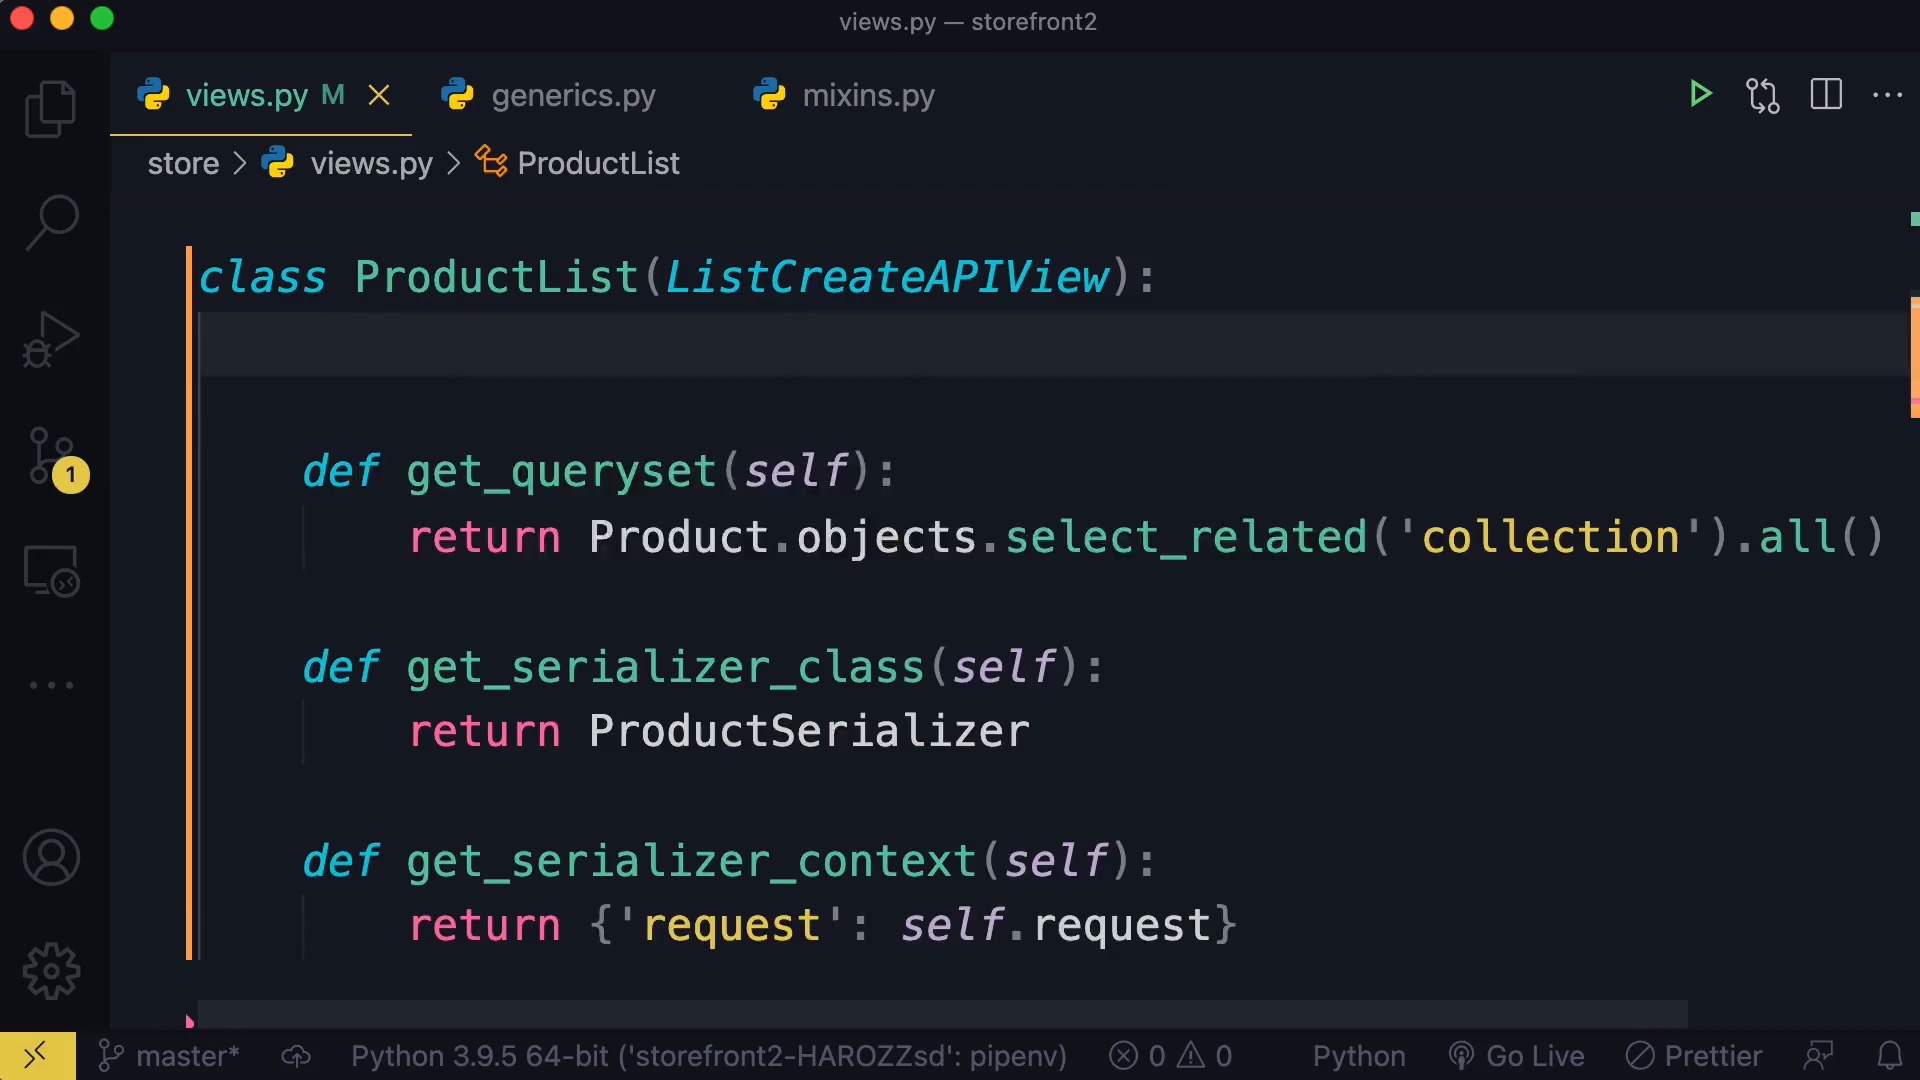 views.py — storefront2
views.py M
generics.py
mixins.py
store > views.py > ProductList
class ProductList(ListCreateAPIView):
def get_queryset(self):
return Product.objects.select_related('collection').all()
def get_serializer_class(self):
return ProductSerializer
def get_serializer_context(self):
return {'request': self.request}
1
master* Python 3.9.5 64-bit ('storefront2-HAROZZsd': pipenv) 0 0 Python Go Live Prettier